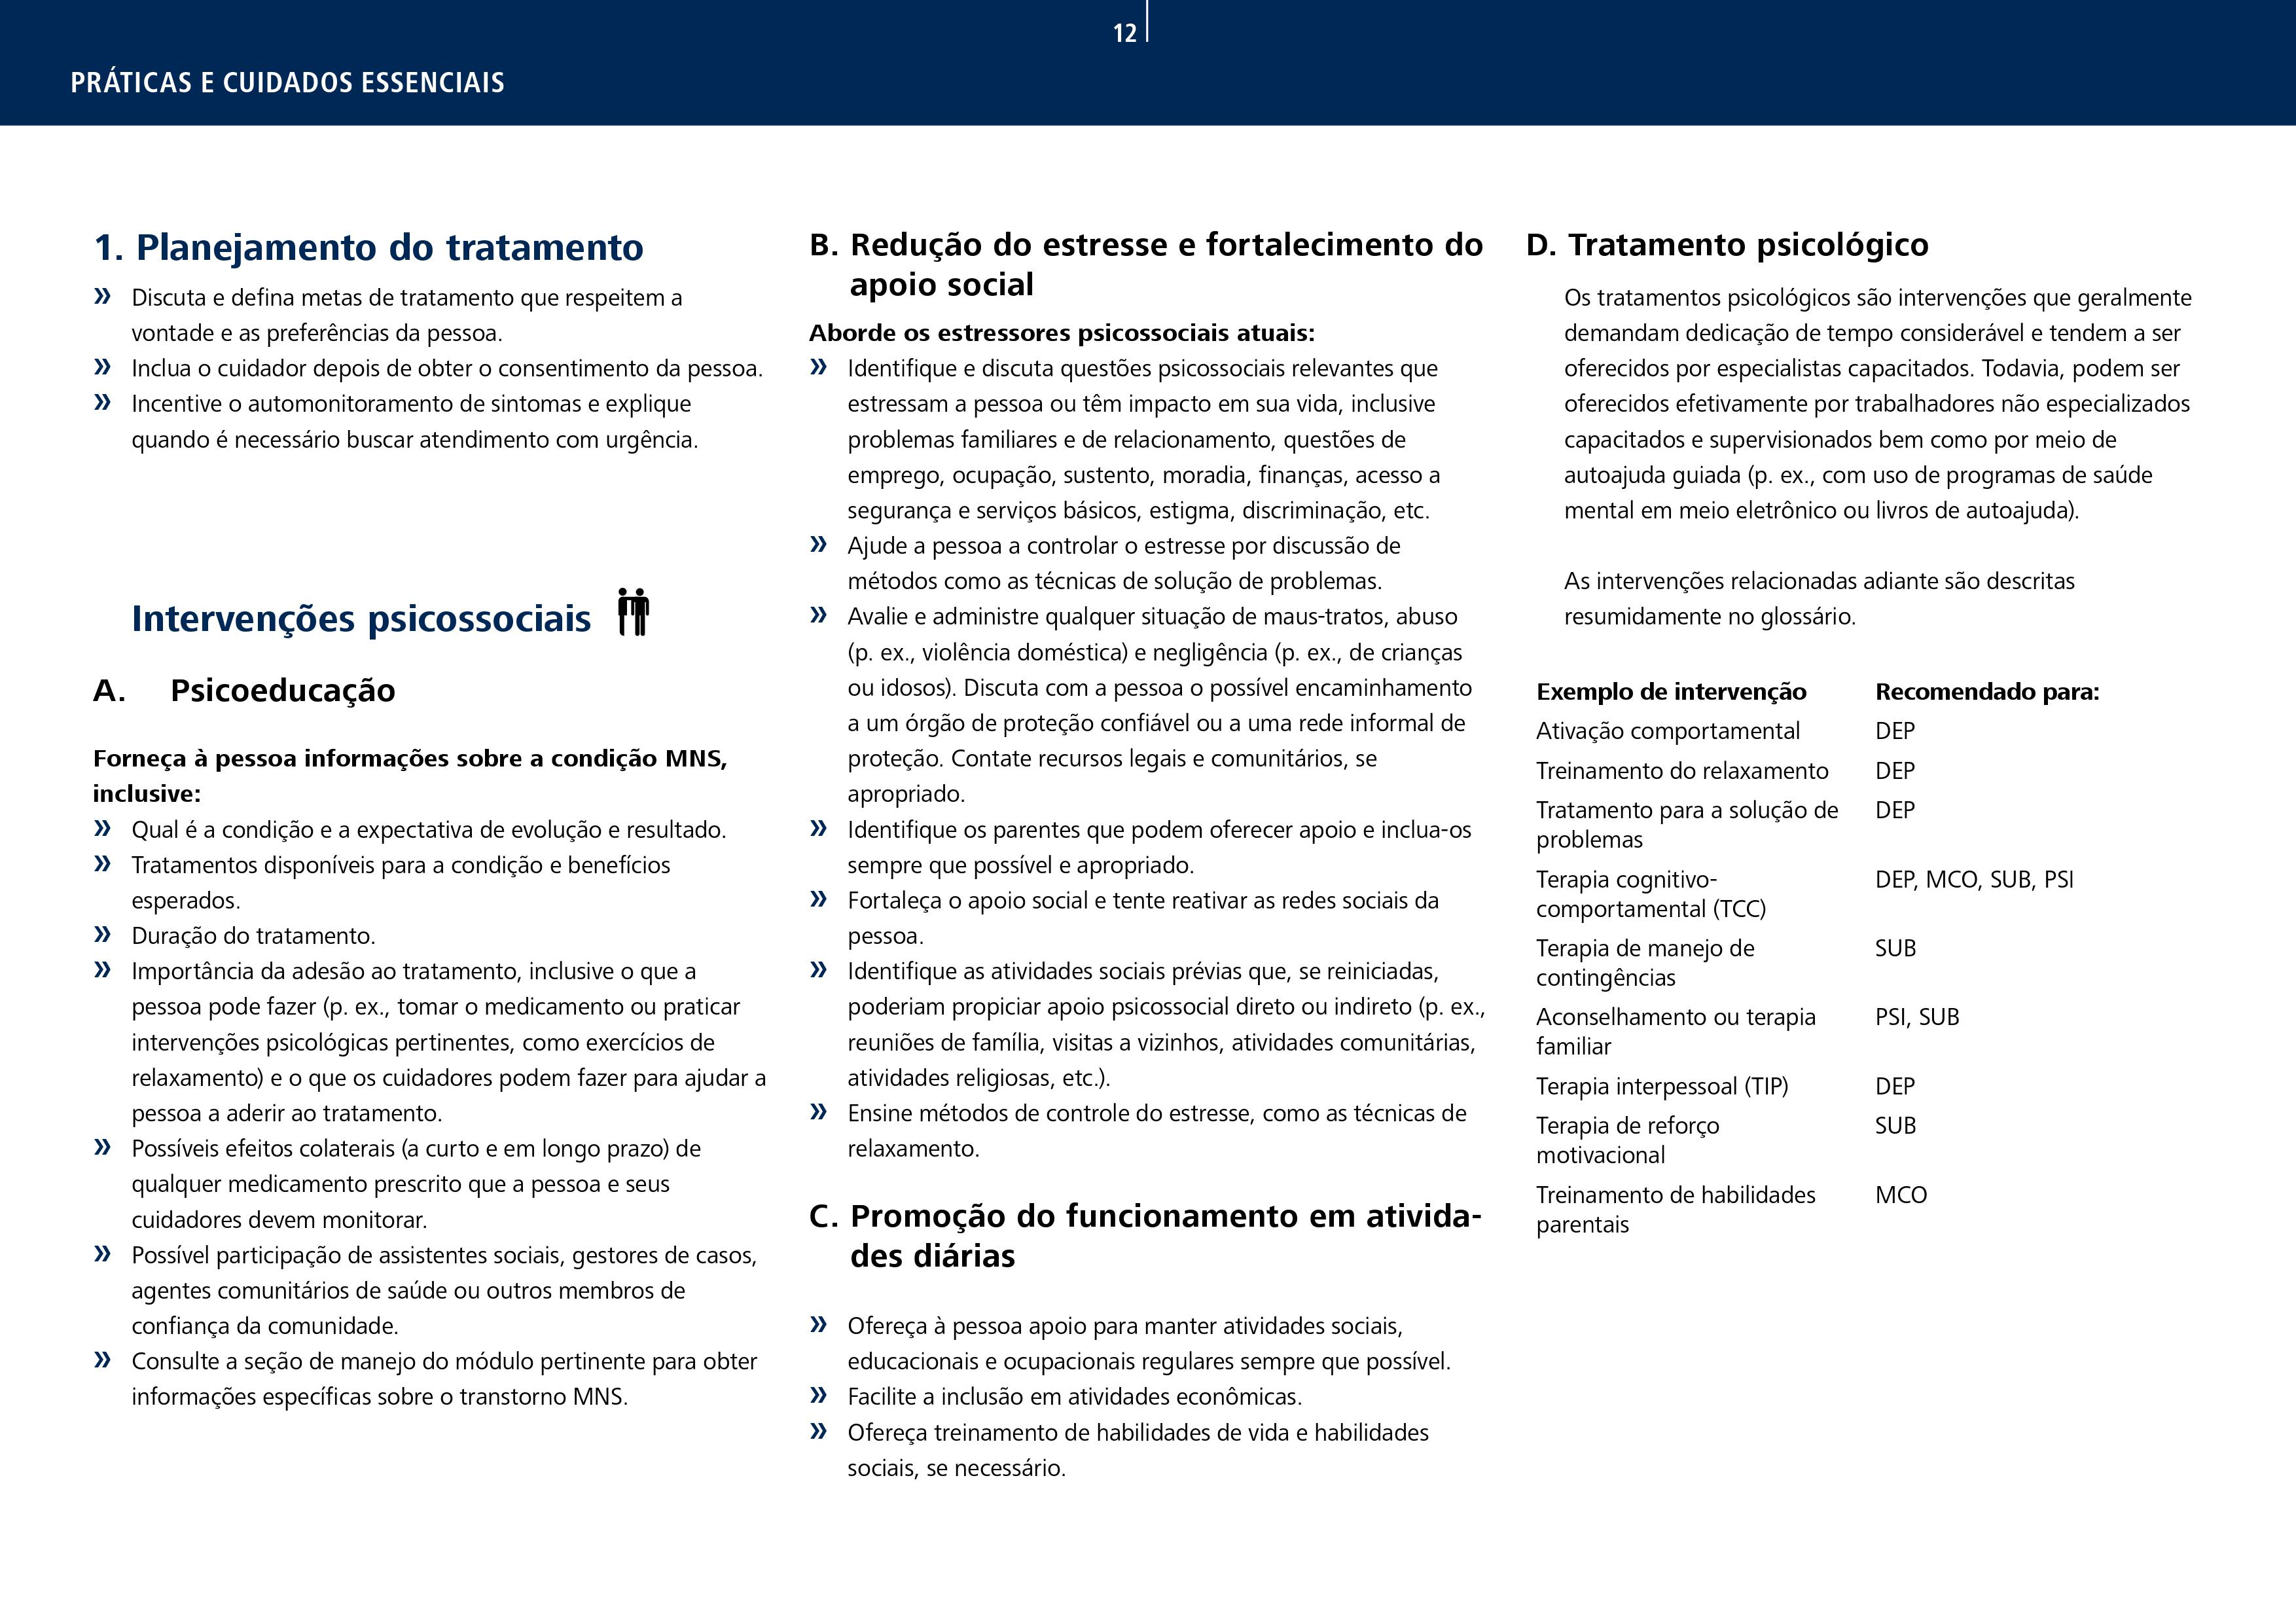 12
PRÁTICAS E CUIDADOS ESSENCIAIS
1. Planejamento do tratamento
» Discuta e defina metas de tratamento que respeitem a
vontade e as preferências da pessoa.
» Inclua o cuidador depois de obter o consentimento da pessoa.
» Incentive o automonitoramento de sintomas e explique
quando é necessário buscar atendimento com urgência.
Intervenções psicossociais
A. Psicoeducação
Forneça à pessoa informações sobre a condição MNS,
inclusive:
» Qual é a condição e a expectativa de evolução e resultado.
» Tratamentos disponíveis para a condição e benefícios
esperados.
» Duração do tratamento.
» Importância da adesão ao tratamento, inclusive o que a
pessoa pode fazer (p. ex., tomar o medicamento ou praticar
intervenções psicológicas pertinentes, como exercícios de
relaxamento) e o que os cuidadores podem fazer para ajudar a
pessoa a aderir ao tratamento.
» Possíveis efeitos colaterais (a curto e em longo prazo) de
qualquer medicamento prescrito que a pessoa e seus
cuidadores devem monitorar.
» Possível participação de assistentes sociais, gestores de casos,
agentes comunitários de saúde ou outros membros de
confiança da comunidade.
» Consulte a seção de manejo do módulo pertinente para obter
informações específicas sobre o transtorno MNS.
B. Redução do estresse e fortalecimento do
apoio social
Aborde os estressores psicossociais atuais:
» Identifique e discuta questões psicossociais relevantes que
estressam a pessoa ou têm impacto em sua vida, inclusive
problemas familiares e de relacionamento, questões de
emprego, ocupação, sustento, moradia, finanças, acesso a
segurança e serviços básicos, estigma, discriminação, etc.
» Ajude a pessoa a controlar o estresse por discussão de
métodos como as técnicas de solução de problemas.
» Avalie e administre qualquer situação de maus-tratos, abuso
(p. ex., violência doméstica) e negligência (p. ex., de crianças
ou idosos). Discuta com a pessoa o possível encaminhamento
a um órgão de proteção confiável ou a uma rede informal de
proteção. Contate recursos legais e comunitários, se
apropriado.
» Identifique os parentes que podem oferecer apoio e inclua-os
sempre que possível e apropriado.
» Fortaleça o apoio social e tente reativar as redes sociais da
pessoa.
» Identifique as atividades sociais prévias que, se reiniciadas,
poderiam propiciar apoio psicossocial direto ou indireto (p. ex.,
reuniões de família, visitas a vizinhos, atividades comunitárias,
atividades religiosas, etc.).
» Ensine métodos de controle do estresse, como as técnicas de
relaxamento.
C. Promoção do funcionamento em ativida-
des diárias
» Ofereça à pessoa apoio para manter atividades sociais,
educacionais e ocupacionais regulares sempre que possível.
» Facilite a inclusão em atividades econômicas.
» Ofereça treinamento de habilidades de vida e habilidades
sociais, se necessário.
D. Tratamento psicológico
Os tratamentos psicológicos são intervenções que geralmente
demandam dedicação de tempo considerável e tendem a ser
oferecidos por especialistas capacitados. Todavia, podem ser
oferecidos efetivamente por trabalhadores não especializados
capacitados e supervisionados bem como por meio de
autoajuda guiada (p. ex., com uso de programas de saúde
mental em meio eletrônico ou livros de autoajuda).
As intervenções relacionadas adiante são descritas
resumidamente no glossário.
Exemplo de intervenção Recomendado para:
Ativação comportamental DEP
Treinamento do relaxamento DEP
Tratamento para a solução de DEP
problemas
Terapia cognitivo- DEP, MCO, SUB, PSI
comportamental (TCC)
Terapia de manejo de SUB
contingências
Aconselhamento ou terapia PSI, SUB
familiar
Terapia interpessoal (TIP) DEP
Terapia de reforço SUB
motivacional
Treinamento de habilidades MCO
parentais